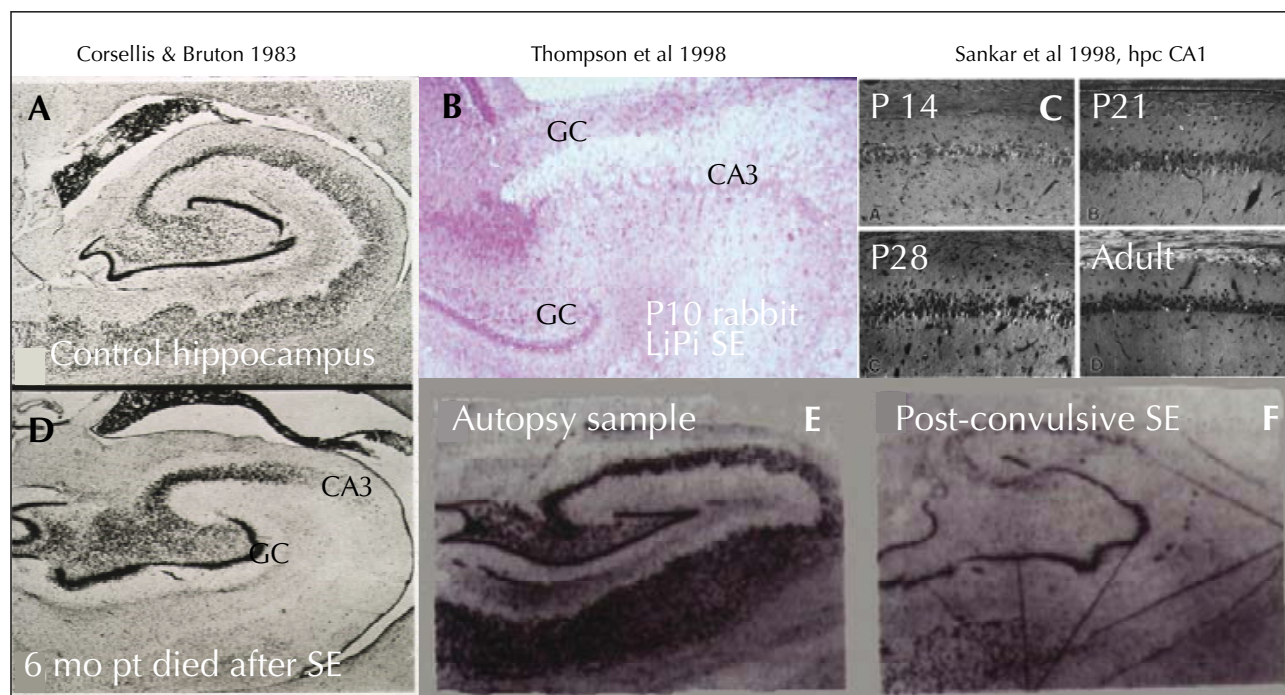 Corsellis & Bruton 1983
Thompson et al 1998
Sankar et al 1998, hpc CA1
A
Control hippocampus
B
GC
CA3
GC
P10 rabbit
LiPi SE
P 14
C
P21
A
B
P28
Adult
C
D
D
CA3
GC
6 mo pt died after SE
Autopsy sample
E
Post-convulsive SE
F